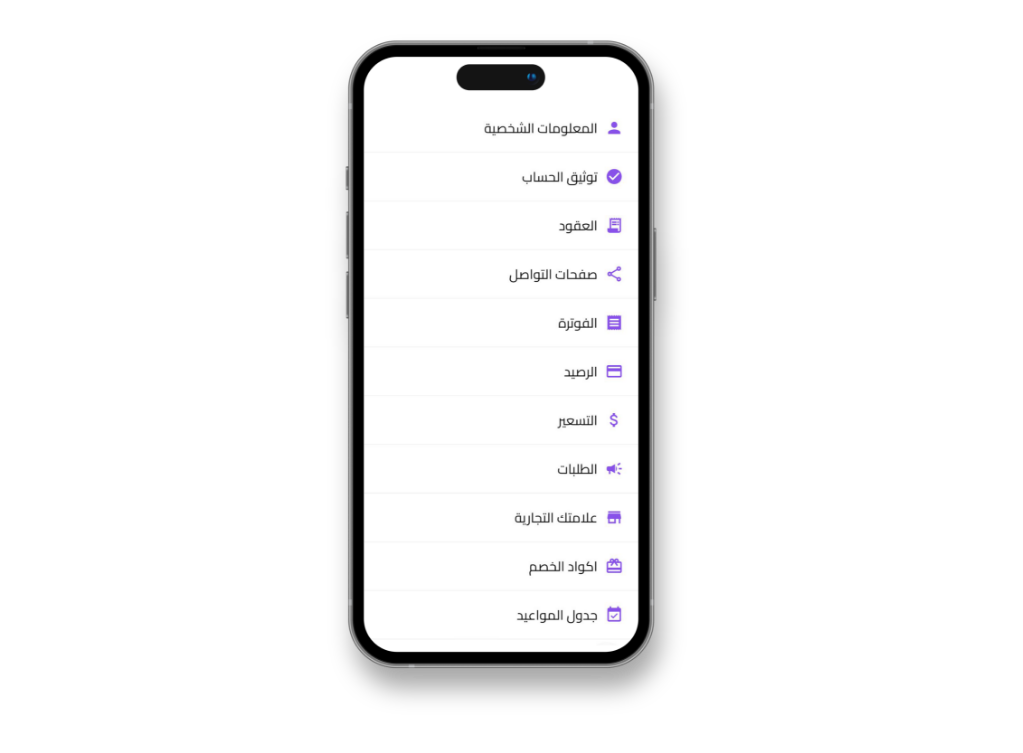 المعلومات الشخصية
توثيق الحساب
العقود
صفحات التواصل
الفوترة
الرصيد
التسعير
الطلبات
علامتك التجارية
اكواد الخصم
جدول المواعيد